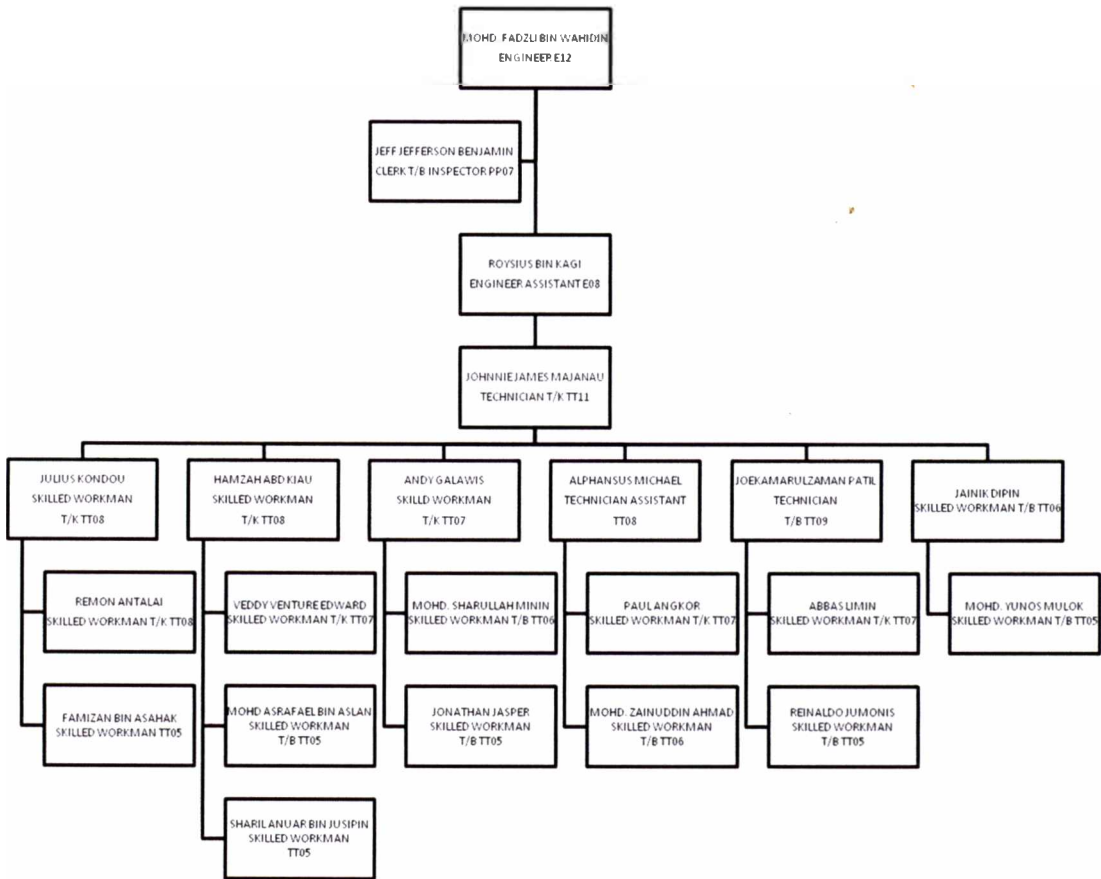 MOHD. FADZLI BIN WAHIDIN
ENGINEER E12
JEFF JEFFERSON BENJAMIN
CLERK T/B INSPECTOR PP07
ROYSIUS BIN KAGI
ENGINEER ASSISTANT E08
JOHNNIE JAMES MAJANAU
TECHNICIAN T/K TT11
JULIUS KONDOU
SKILLED WORKMAN
T/K TT08
HAMZAH ABD KIAU
SKILLED WORKMAN
T/K TT08
ANDY GALAWIS
SKILLD WORKMAN
T/K TT07
ALPHANSUS MICHAEL
TECHNICIAN ASSISTANT
TT08
JOEKAMARULZAMAN PATIL
TECHNICIAN
T/B TT09
JAINIK DIPIN
SKILLED WORKMAN T/B TT06
REMON ANTALAI
SKILLED WORKMAN T/K TT08
VEDDY VENTURE EDWARD
SKILLED WORKMAN T/K TT07
MOHD. SHARULLAH MININ
SKILLED WORKMAN T/B TT06
PAUL ANGKOR
SKILLED WORKMAN T/K TT07
ABBAS LIMIN
SKILLED WORKMAN T/K TT07
MOHD. YUNOS MULOK
SKILLED WORKMAN T/B TT05
FAMIZAN BIN ASAHAK
SKILLED WORKMAN TT05
MOHD ASRAFAEL BIN ASLAN
SKILLED WORKMAN
T/B TT05
JONATHAN JASPER
SKILLED WORKMAN
T/B TT05
MOHD. ZAINUDDIN AHMAD
SKILLED WORKMAN
T/B TT06
REINALDO JUMONIS
SKILLED WORKMAN
T/B TT05
SHARIL ANUAR BIN JUSIPIN
SKILLED WORKMAN
TT05